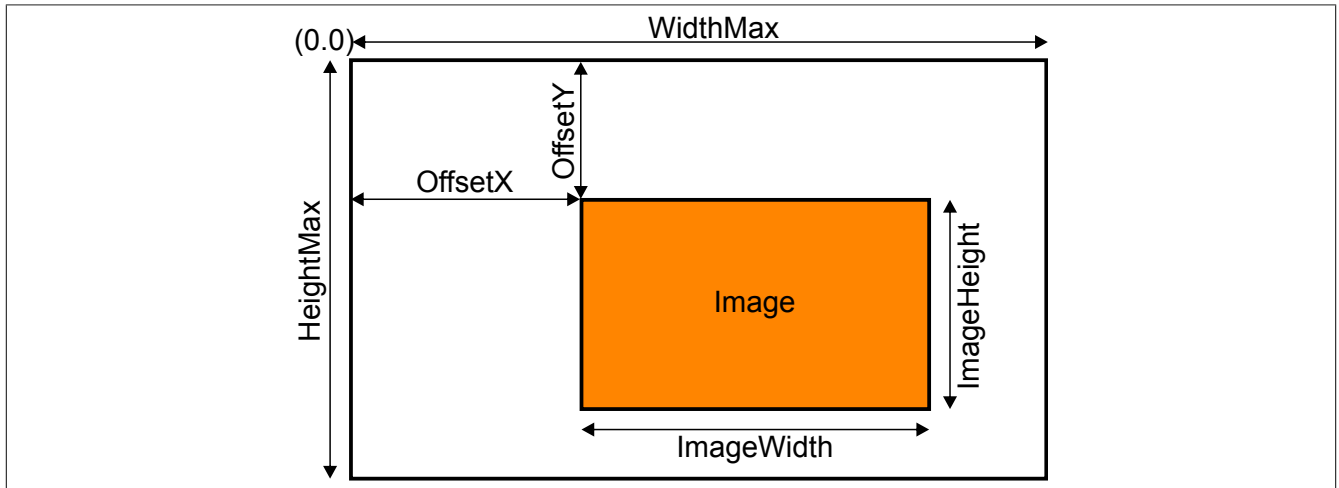 WidthMax
(0.0)
OffsetY
OffsetX
HeightMax
ImageHeight
Image
ImageWidth